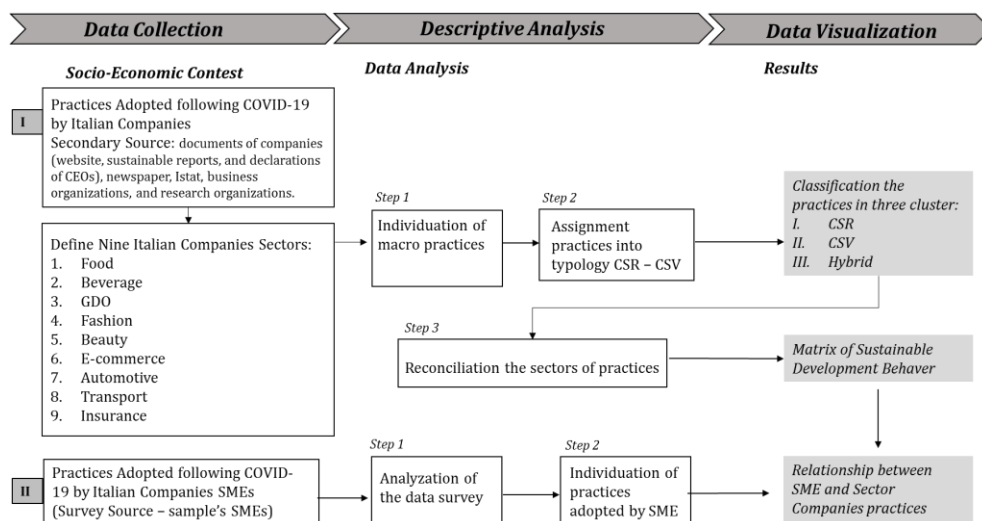 Data Collection
Descriptive Analysis
Data Visualization
Socio-Economic Contest
Data Analysis
Results
I
Practices Adopted following COVID-19
by Italian Companies
Secondary Source: documents of companies
(website, sustainable reports, and declarations
of CEOs), newspaper, Istat, business
organizations, and research organizations.
Define Nine Italian Companies Sectors:
1. Food
2. Beverage
3. GDO
4. Fashion
5. Beauty
6. E-commerce
7. Automotive
8. Transport
9. Insurance
Step 1
Individuation of
macro practices
Step 2
Assignment
practices into
typology CSR – CSV
Classification the
practices in three cluster:
I. CSR
II. CSV
III. Hybrid
Step 3
Reconciliation the sectors of practices
Matrix of Sustainable
Development Behaver
II
Practices Adopted following COVID-
19 by Italian Companies SMEs
(Survey Source – sample's SMEs)
Step 1
Analyzation of
the data survey
Step 2
Individuation of
practices
adopted by SME
Relationship between
SME and Sector
Companies practices